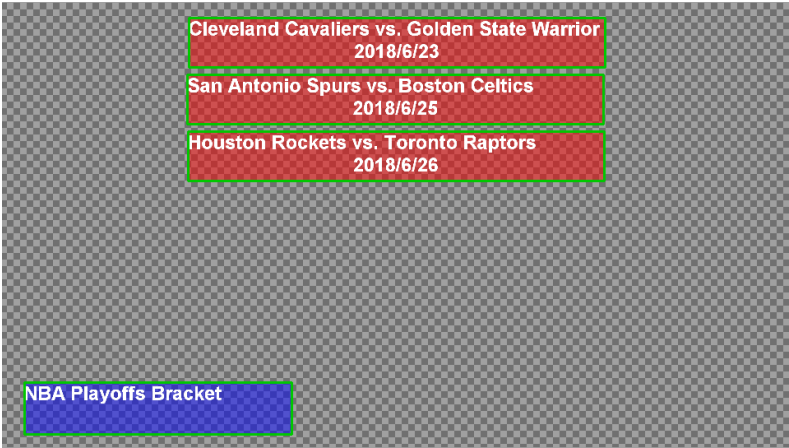 Cleveland Cavaliers vs. Golden State Warrior
2018/6/23
San Antonio Spurs vs. Boston Celtics
2018/6/25
Houston Rockets vs. Toronto Raptors
2018/6/26
NBA Playoffs Bracket